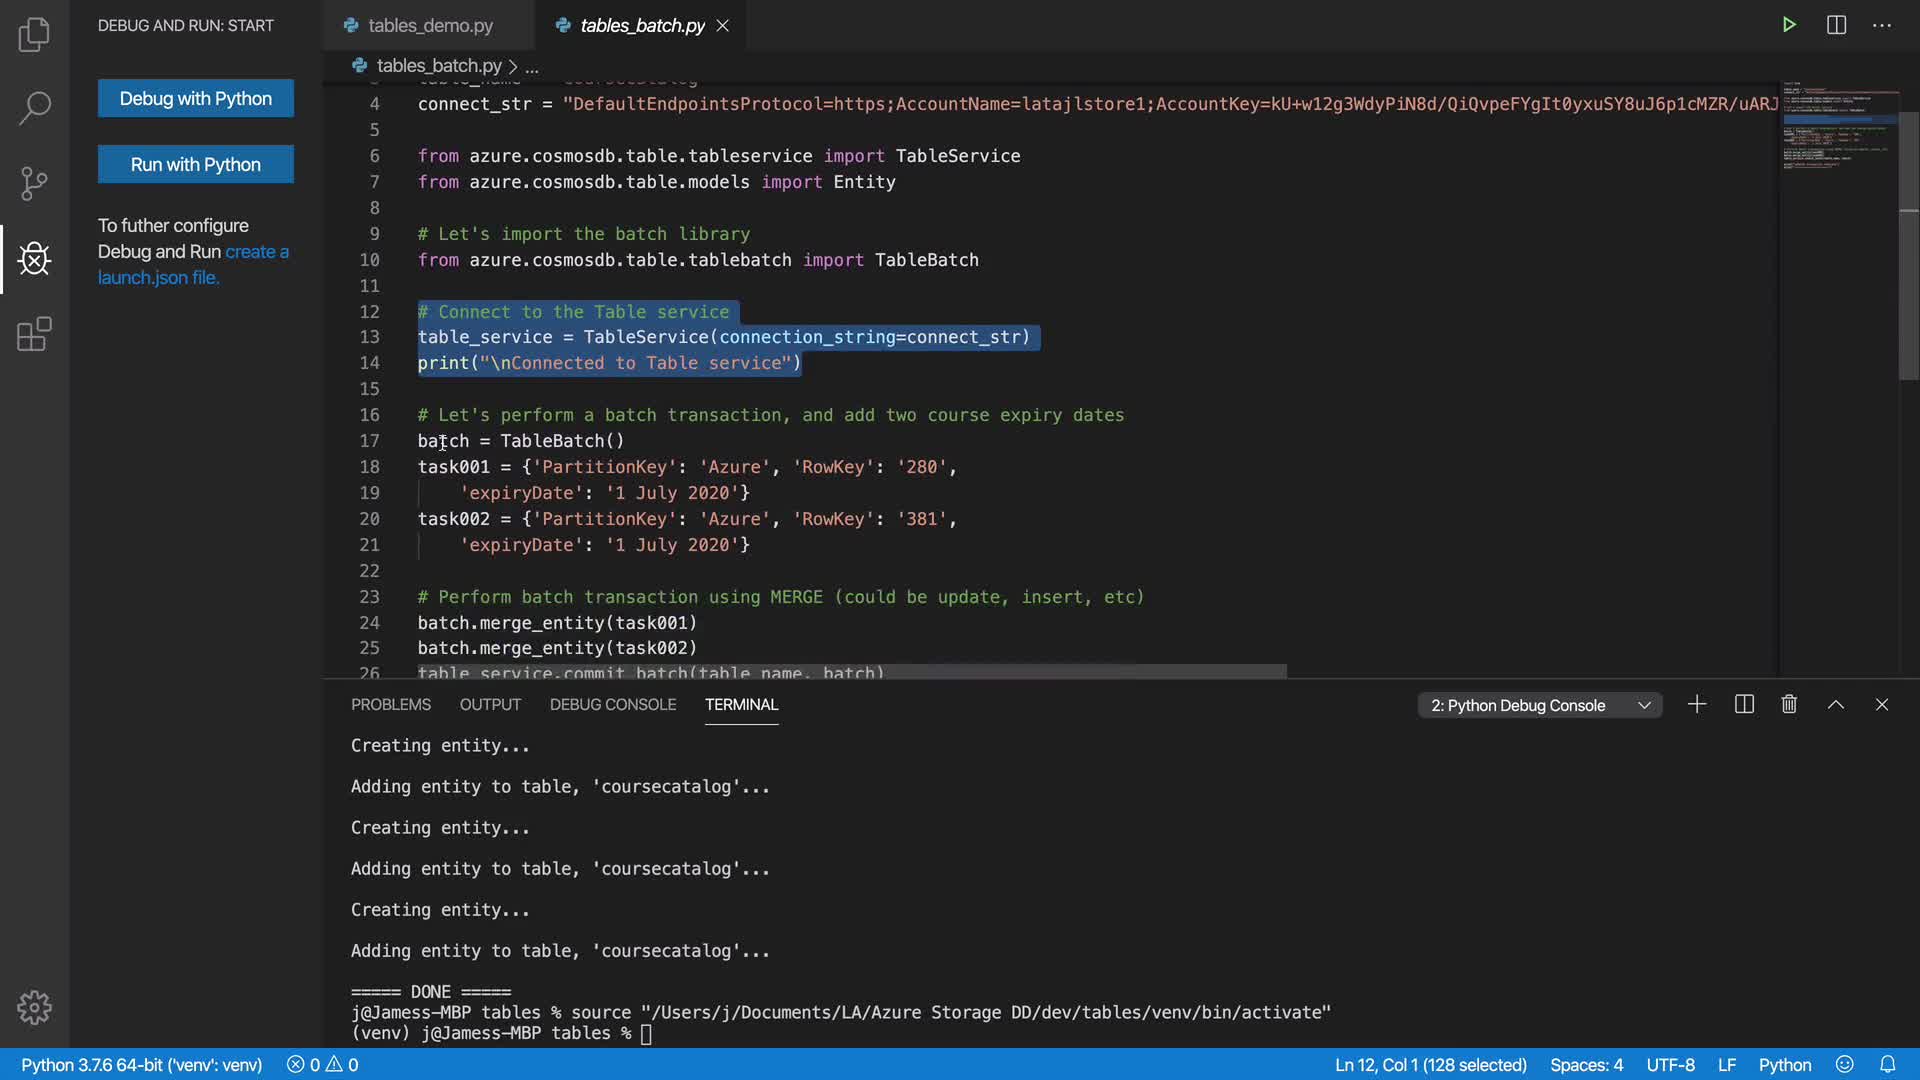 DEBUG AND RUN: START
Debug with Python
Run with Python
To futher configure
Debug and Run create a
launch.json file.
tables_demo.py
tables_batch.py
tables_batch.py > ...
4 connect_str = "DefaultEndpointsProtocol=https;AccountName=latajlstore1;AccountKey=kU+w12g3WdyPiN8d/QiQvpeFYgIt0yxuSY8uJ6p1cMZR/uARJ
5
6 from azure.cosmosdb.table.tableservice import TableService
7 from azure.cosmosdb.table.models import Entity
8
9 # Let's import the batch library
10 from azure.cosmosdb.table.tablebatch import TableBatch
11
12 # Connect to the Table service
13 table_service = TableService(connection_string=connect_str)
14 print("\nConnected to Table service")
15
16 # Let's perform a batch transaction, and add two course expiry dates
17 batch = TableBatch()
18 task001 = {'PartitionKey': 'Azure', 'RowKey': '280',
19 'expiryDate': '1 July 2020'}
20 task002 = {'PartitionKey': 'Azure', 'RowKey': '381',
21 'expiryDate': '1 July 2020'}
22
23 # Perform batch transaction using MERGE (could be update, insert, etc)
24 batch.merge_entity(task001)
25 batch.merge_entity(task002)
26 table_service.commit_batch(table_name, batch)
PROBLEMS OUTPUT DEBUG CONSOLE TERMINAL
2: Python Debug Console
Creating entity...
Adding entity to table, 'coursecatalog'...
Creating entity...
Adding entity to table, 'coursecatalog'...
Creating entity...
Adding entity to table, 'coursecatalog'...
===== DONE =====
j@Jamess-MBP tables % source "/Users/j/Documents/LA/Azure Storage DD/dev/tables/venv/bin/activate"
(venv) j@Jamess-MBP tables %
Python 3.7.6 64-bit ('venv': venv) 0 0 Ln 12, Col 1 (128 selected) Spaces: 4 UTF-8 LF Python